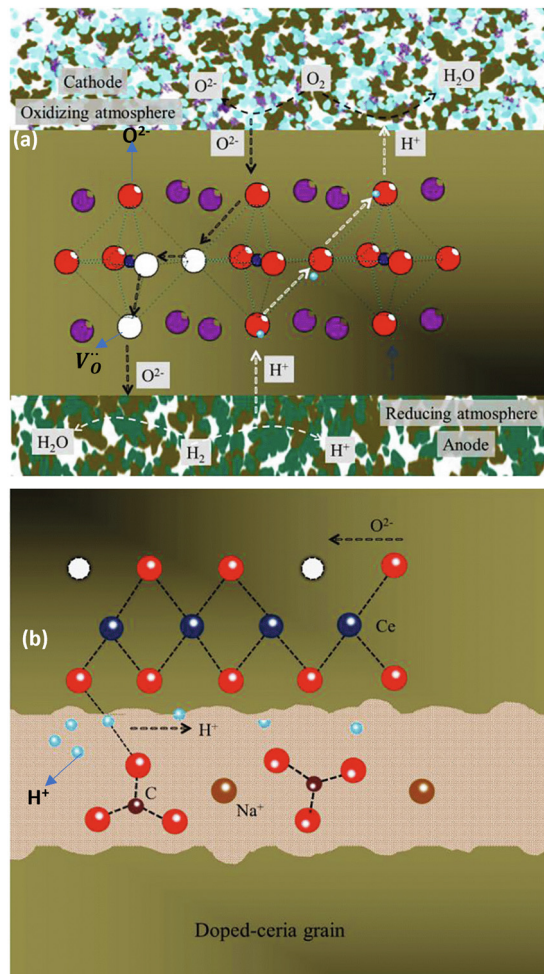 Cathode
O²⁻
O₂
H₂O
Oxidizing atmosphere
(a)
O²⁻
O²⁻
H⁺
V̈_O
O²⁻
H⁺
Reducing atmosphere
H₂O
H₂
H⁺
Anode
(b)
O²⁻
Ce
H⁺
H⁺
C
Na⁺
Doped-ceria grain